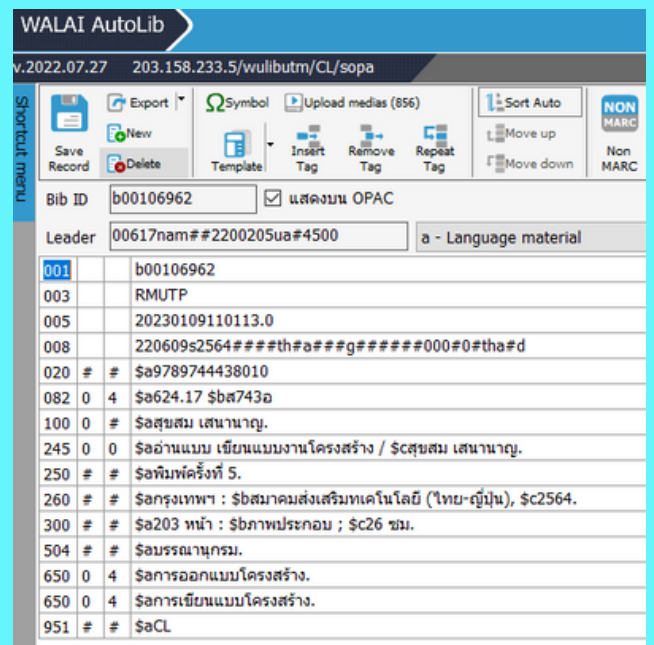 WALAI AutoLib
v.2022.07.27 203.158.233.5/wulibutm/CL/sopa
Shortcut menu
Save Record
Export
New
Delete
Symbol
Upload medias (856)
Template
Insert Tag
Remove Tag
Repeat Tag
Sort Auto
Move up
Move down
NON MARC
Non MARC
Bib ID b00106962 แสดงบน OPAC
Leader 00617nam##2200205ua#4500 a - Language material
001 b00106962
003 RMUTP
005 20230109110113.0
008 220609s2564####th#a###g######000#0#tha#d
020 # # $a9789744438010
082 0 4 $a624.17 $bส743อ
100 0 # $aสุขสม เสนานาญ.
245 0 0 $aอ่านแบบ เขียนแบบงานโครงสร้าง / $cสุขสม เสนานาญ.
250 # # $aพิมพ์ครั้งที่ 5.
260 # # $aกรุงเทพฯ : $bสมาคมส่งเสริมเทคโนโลยี (ไทย-ญี่ปุ่น), $c2564.
300 # # $a203 หน้า : $bภาพประกอบ ; $c26 ซม.
504 # # $aบรรณานุกรม.
650 0 4 $aการออกแบบโครงสร้าง.
650 0 4 $aการเขียนแบบโครงสร้าง.
951 # # $aCL